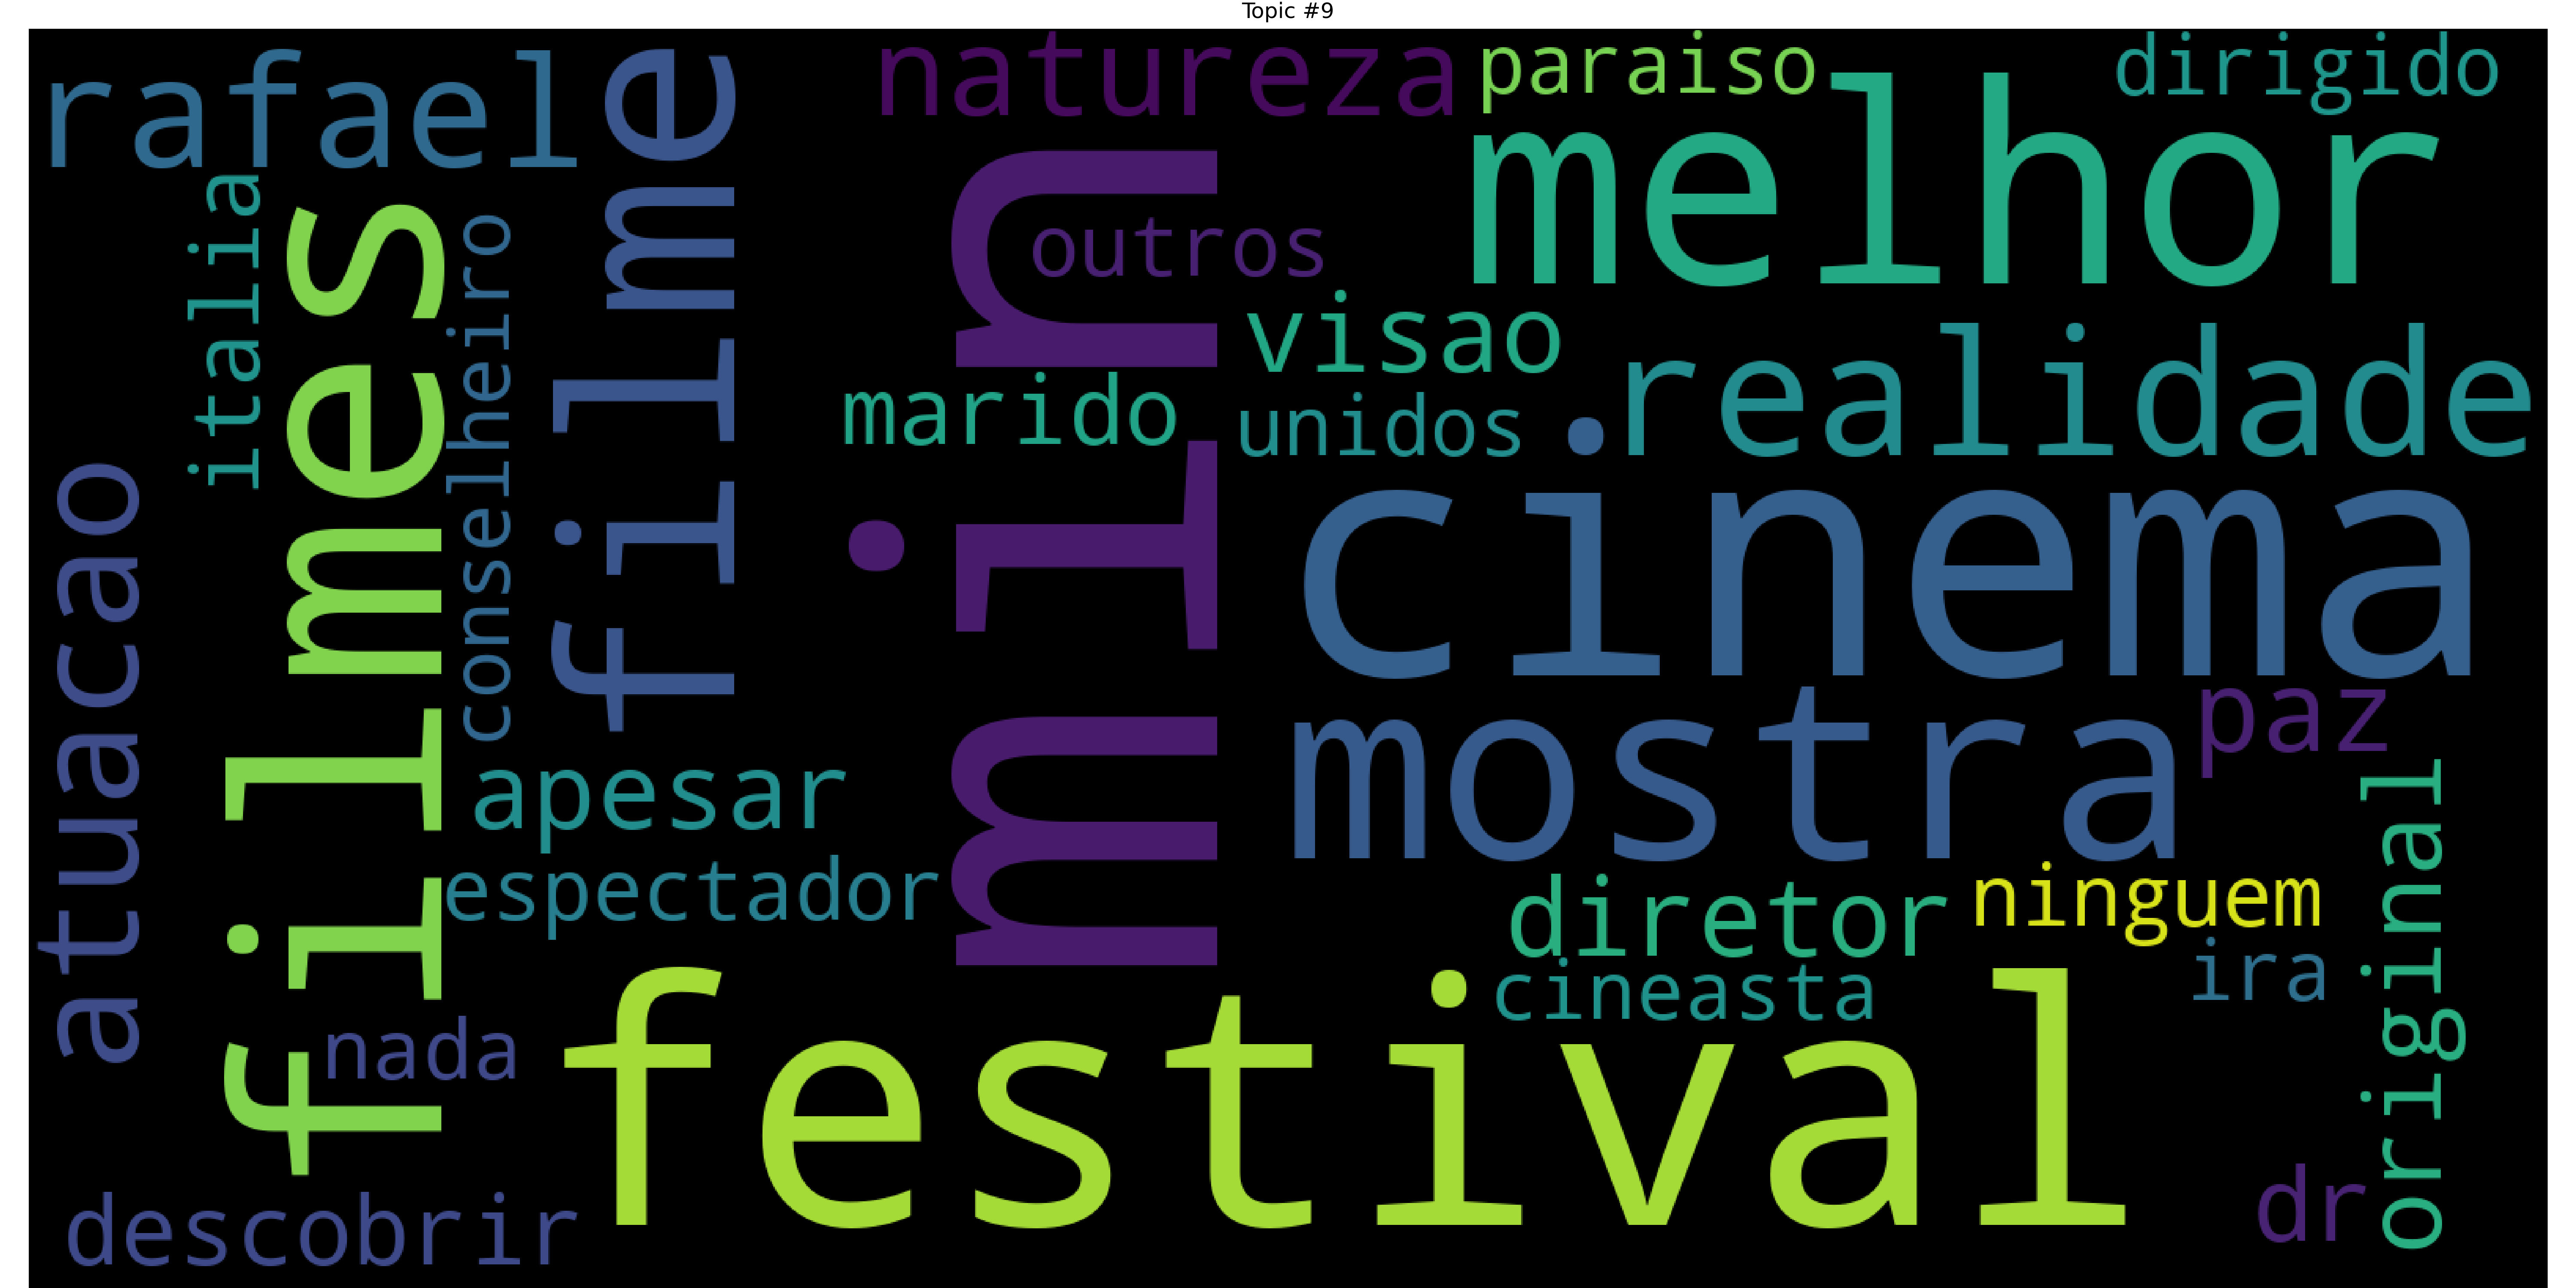 Topic #9
rafael
filme
natureza
paraiso
dirigido
melhor
italia
filmes
conselheiro
min
outros
visao
marido
unidos
realidade
atuacao
cinema
mostra
paz
apesar
espectador
diretor
ninguem
original
cineasta
ira
nada
festival
descobrir
dr